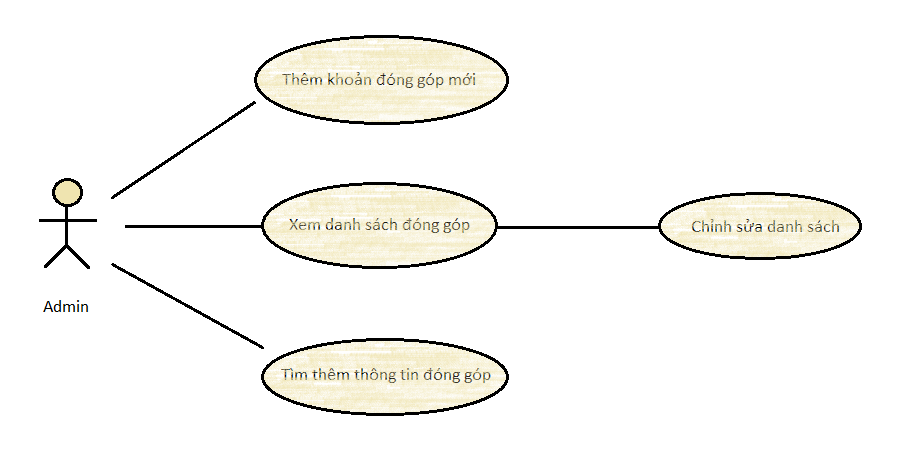 Thêm khoản đóng góp mới
Xem danh sách đóng góp
Chỉnh sửa danh sách
Admin
Tìm thêm thông tin đóng góp